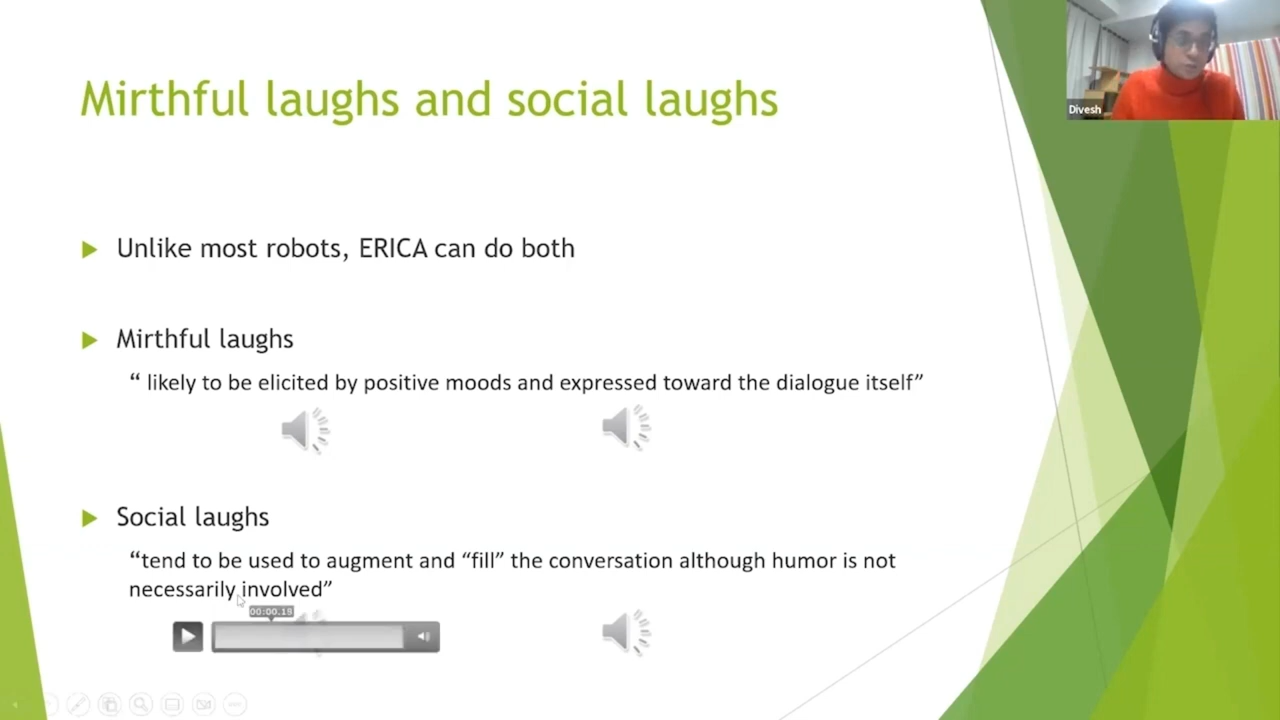 Mirthful laughs and social laughs
Divesh
Unlike most robots, ERICA can do both
Mirthful laughs
“ likely to be elicited by positive moods and expressed toward the dialogue itself”
Social laughs
“tend to be used to augment and “fill” the conversation although humor is not
necessarily involved”
00:00.18
4